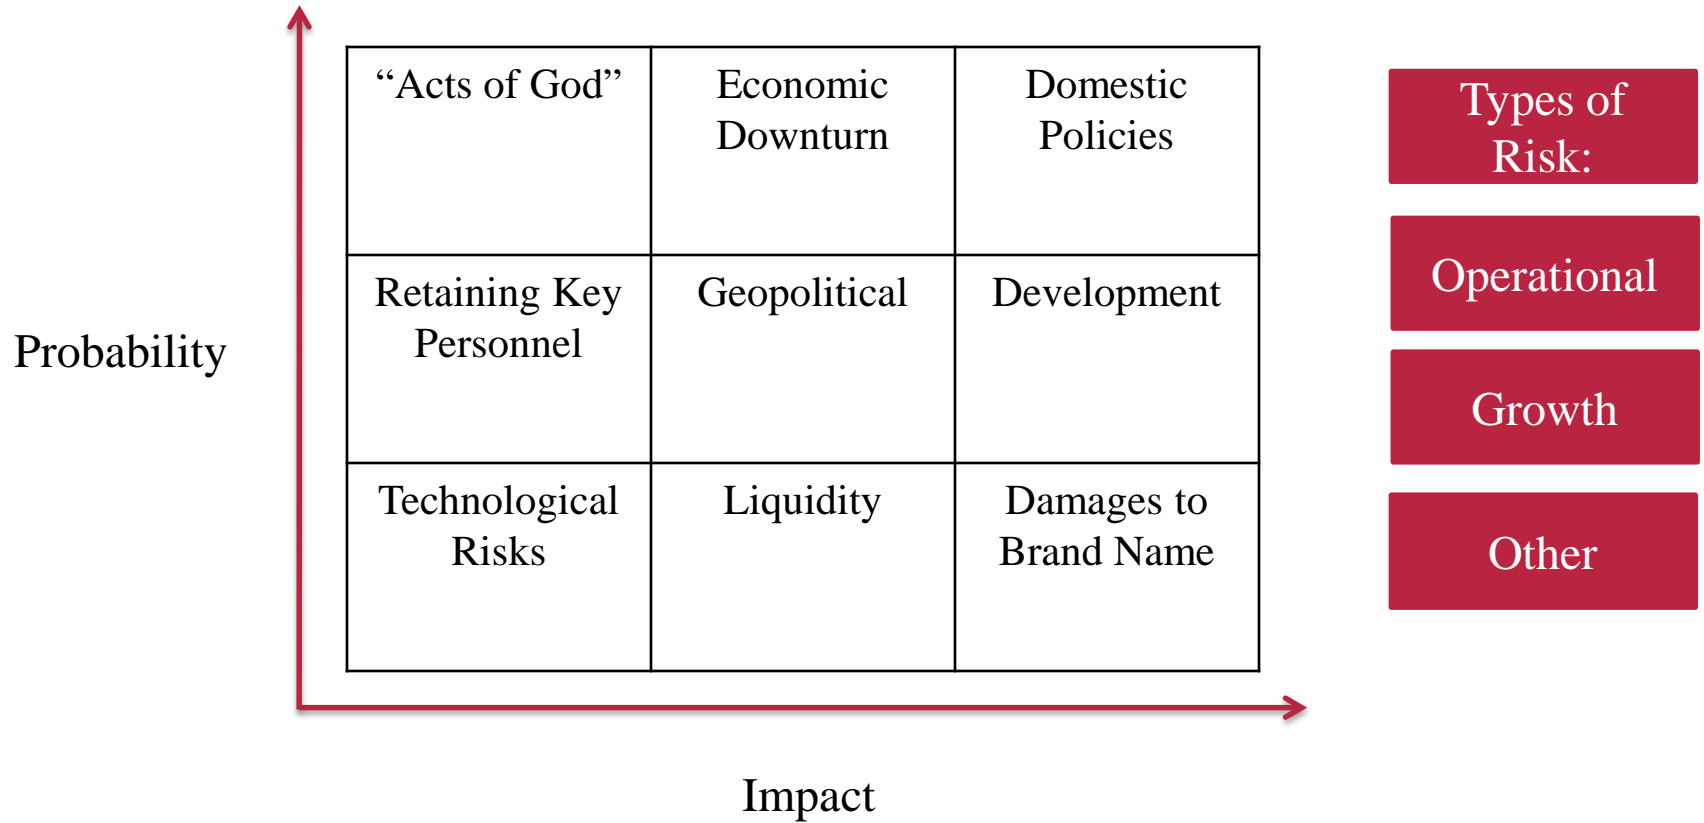 “Acts of God”
Economic
Downturn
Domestic
Policies
Retaining Key
Personnel
Geopolitical
Development
Technological
Risks
Liquidity
Damages to
Brand Name
Probability
Impact
Types of
Risk:
Operational
Growth
Other